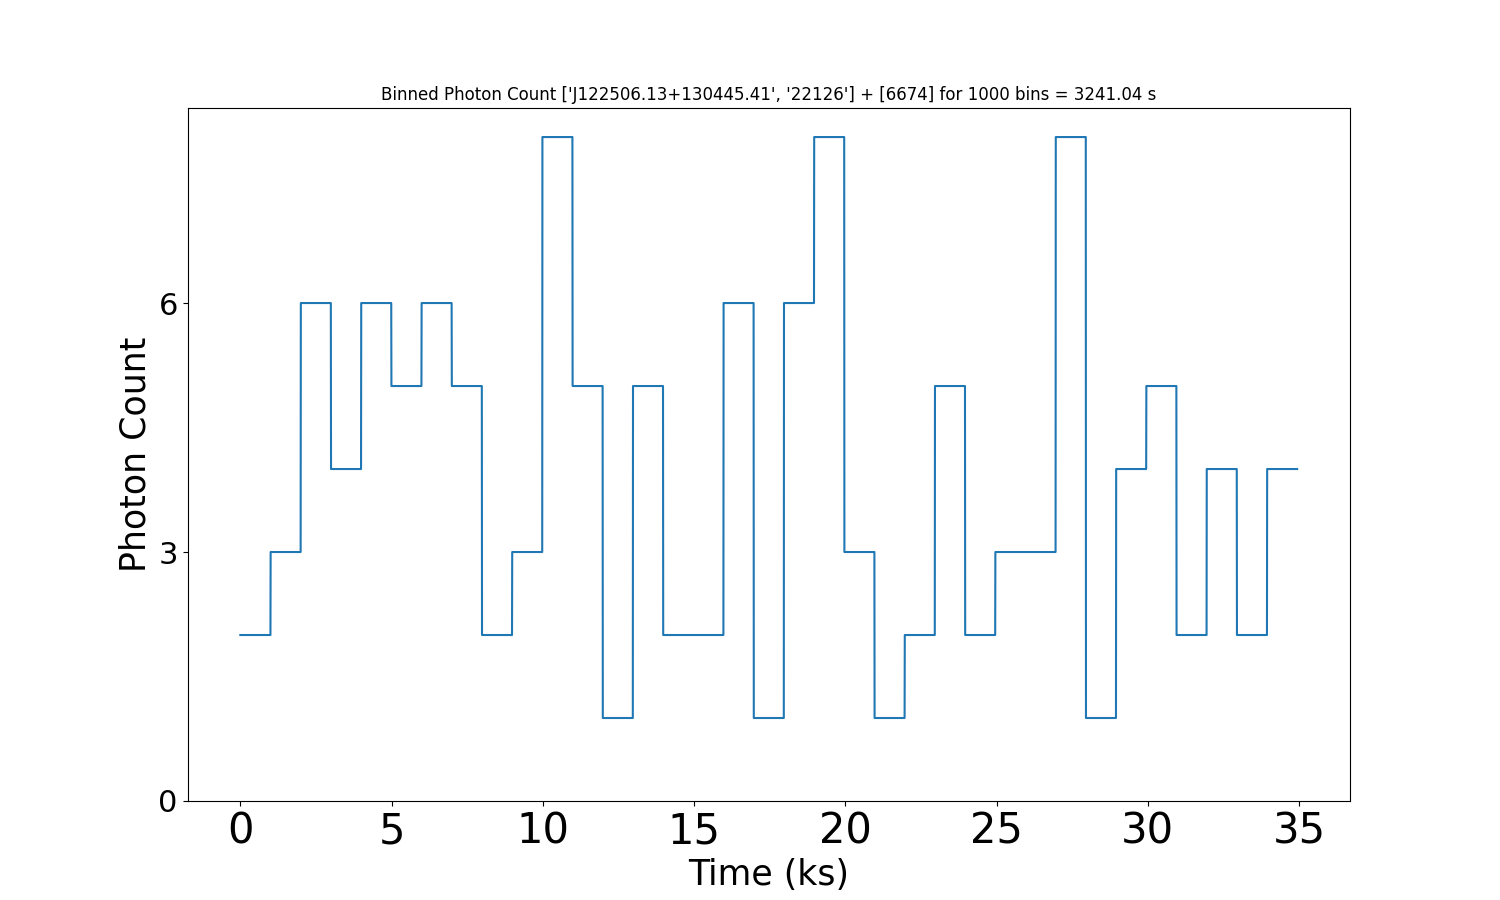 Binned Photon Count ['J122506.13+130445.41', '22126'] + [6674] for 1000 bins = 3241.04 s
6
3
0
Photon Count
0 5 10 15 20 25 30 35
Time (ks)